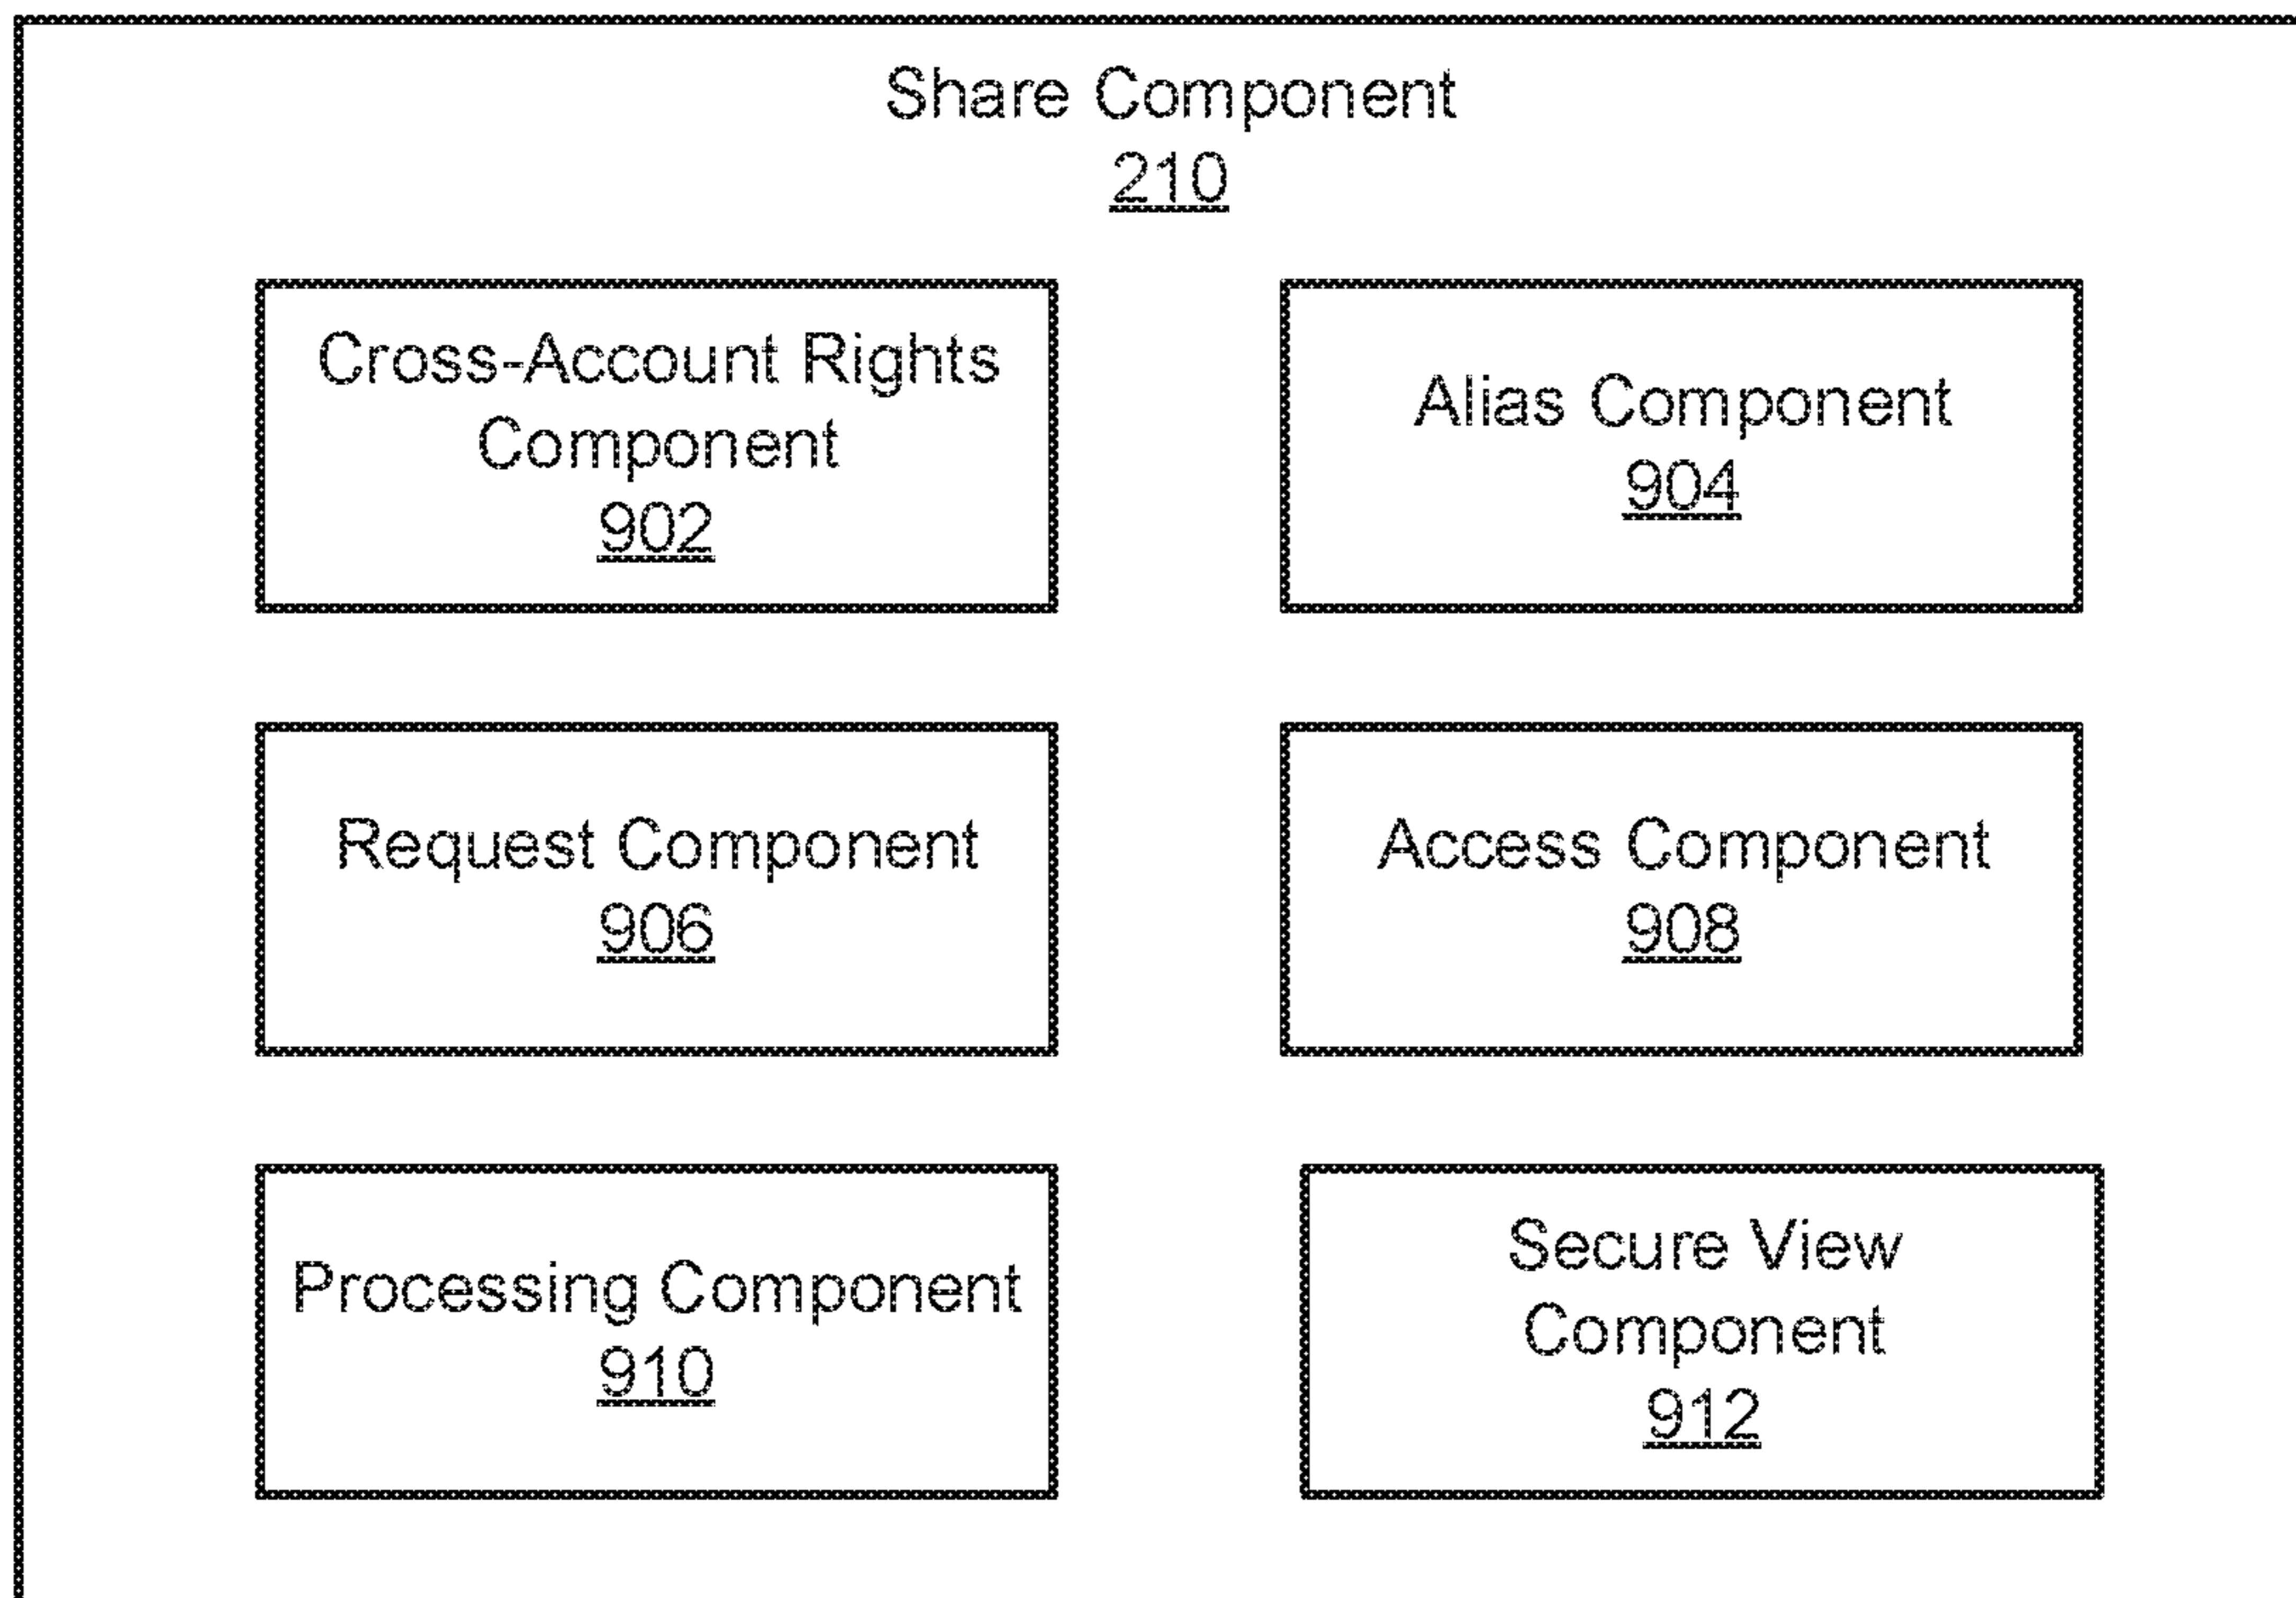 Share Component
210
Cross-Account Rights
Component
902
Alias Component
904
Request Component
906
Access Component
908
Processing Component
910
Secure View
Component
912